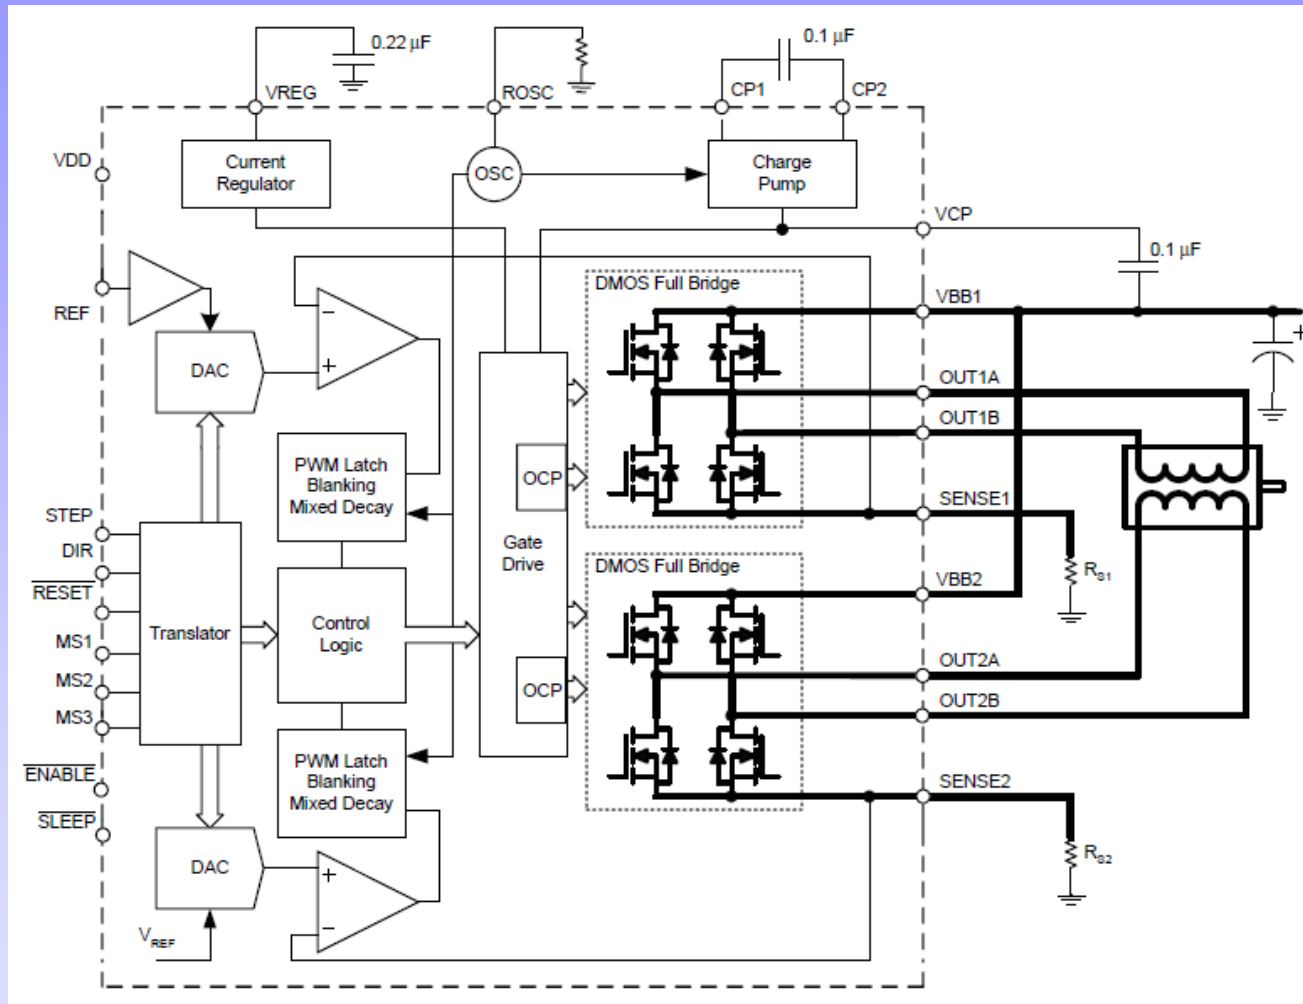 0.22 µF
0.1 µF
VREG
ROSC
CP1
CP2
VDD
Current
Regulator
OSC
Charge
Pump
VCP
0.1 µF
REF
DMOS Full Bridge
VBB1
+
−
+
DAC
OUT1A
OUT1B
PWM Latch
Blanking
Mixed Decay
OCP
SENSE1
STEP
DIR
RESET
MS1
MS2
MS3
Translator
Control
Logic
Gate
Drive
DMOS Full Bridge
RS1
VBB2
OUT2A
OCP
OUT2B
ENABLE
SLEEP
PWM Latch
Blanking
Mixed Decay
SENSE2
DAC
+
−
RS2
VREF